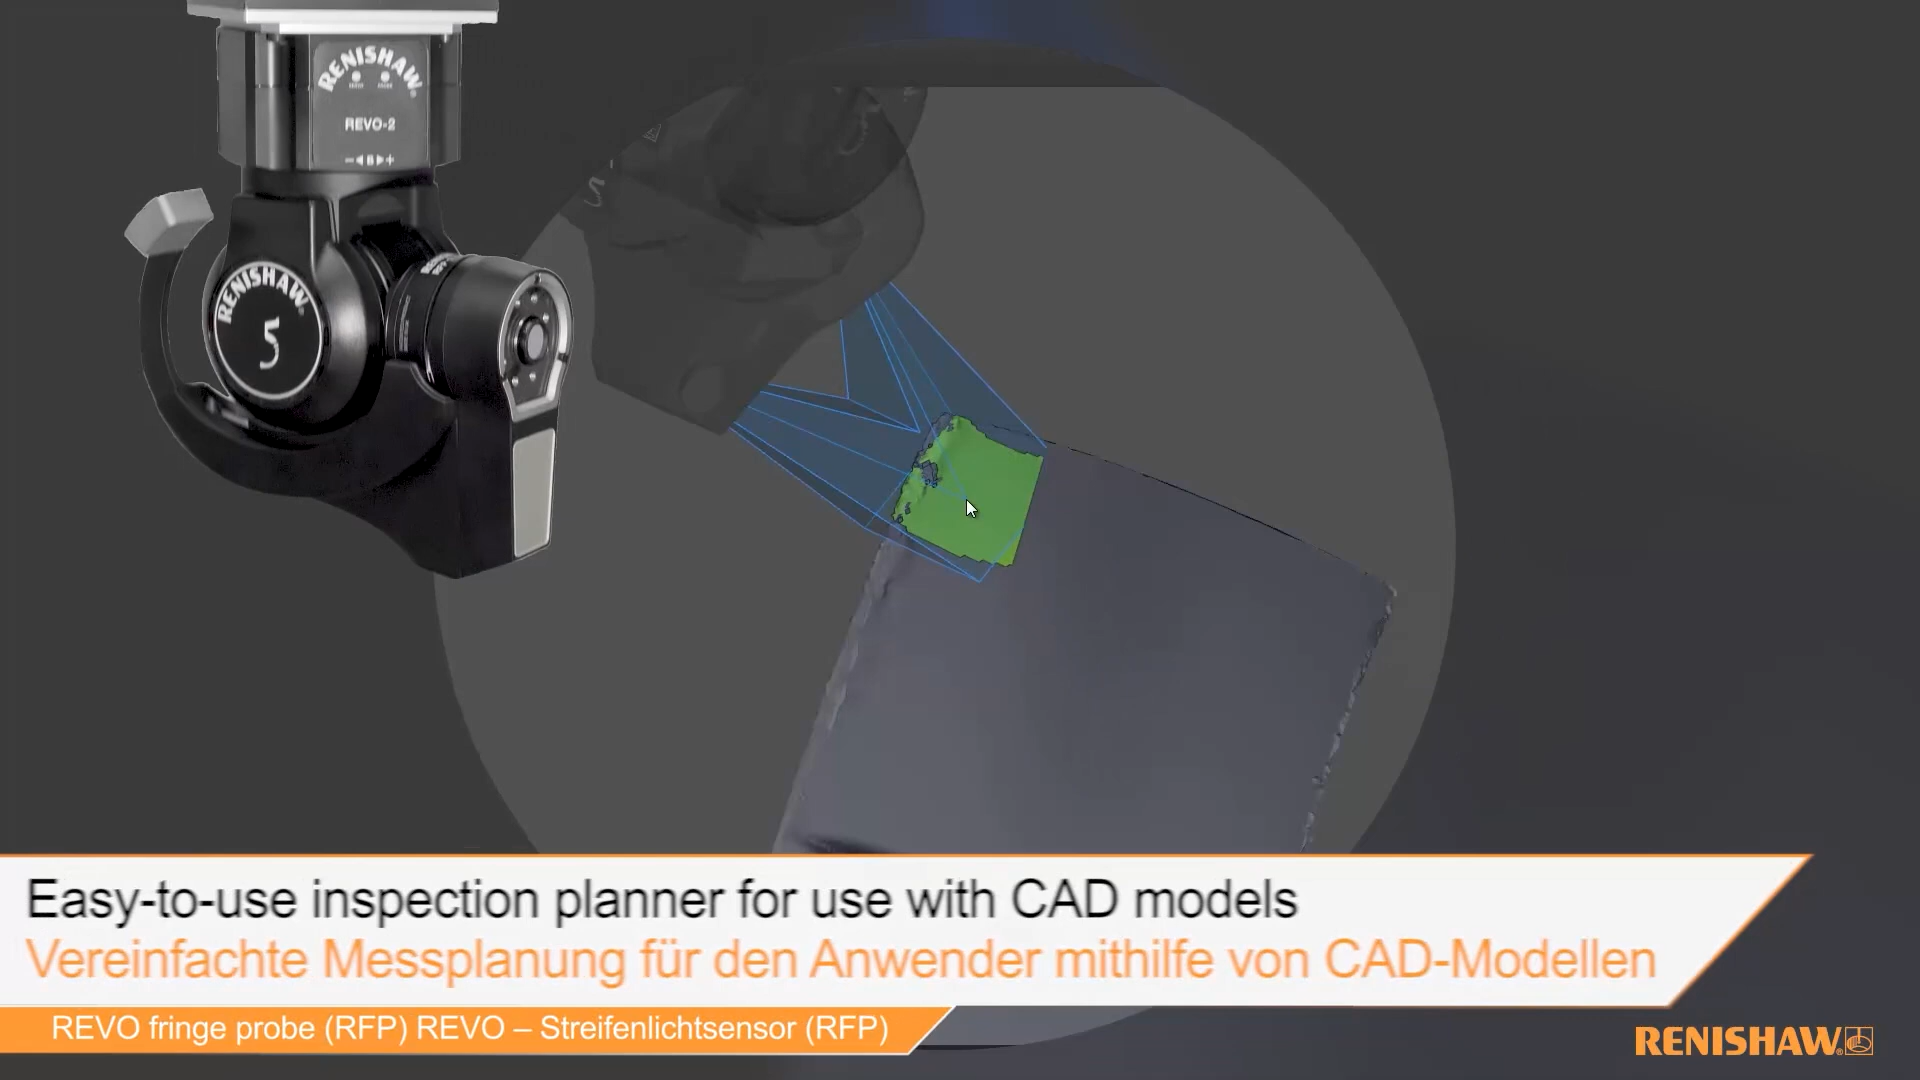 RENISHAW
REVO-2
RENISHAW
5
Easy-to-use inspection planner for use with CAD models
Vereinfachte Messplanung für den Anwender mithilfe von CAD-Modellen
REVO fringe probe (RFP) REVO – Streifenlichtsensor (RFP)
RENISHAW